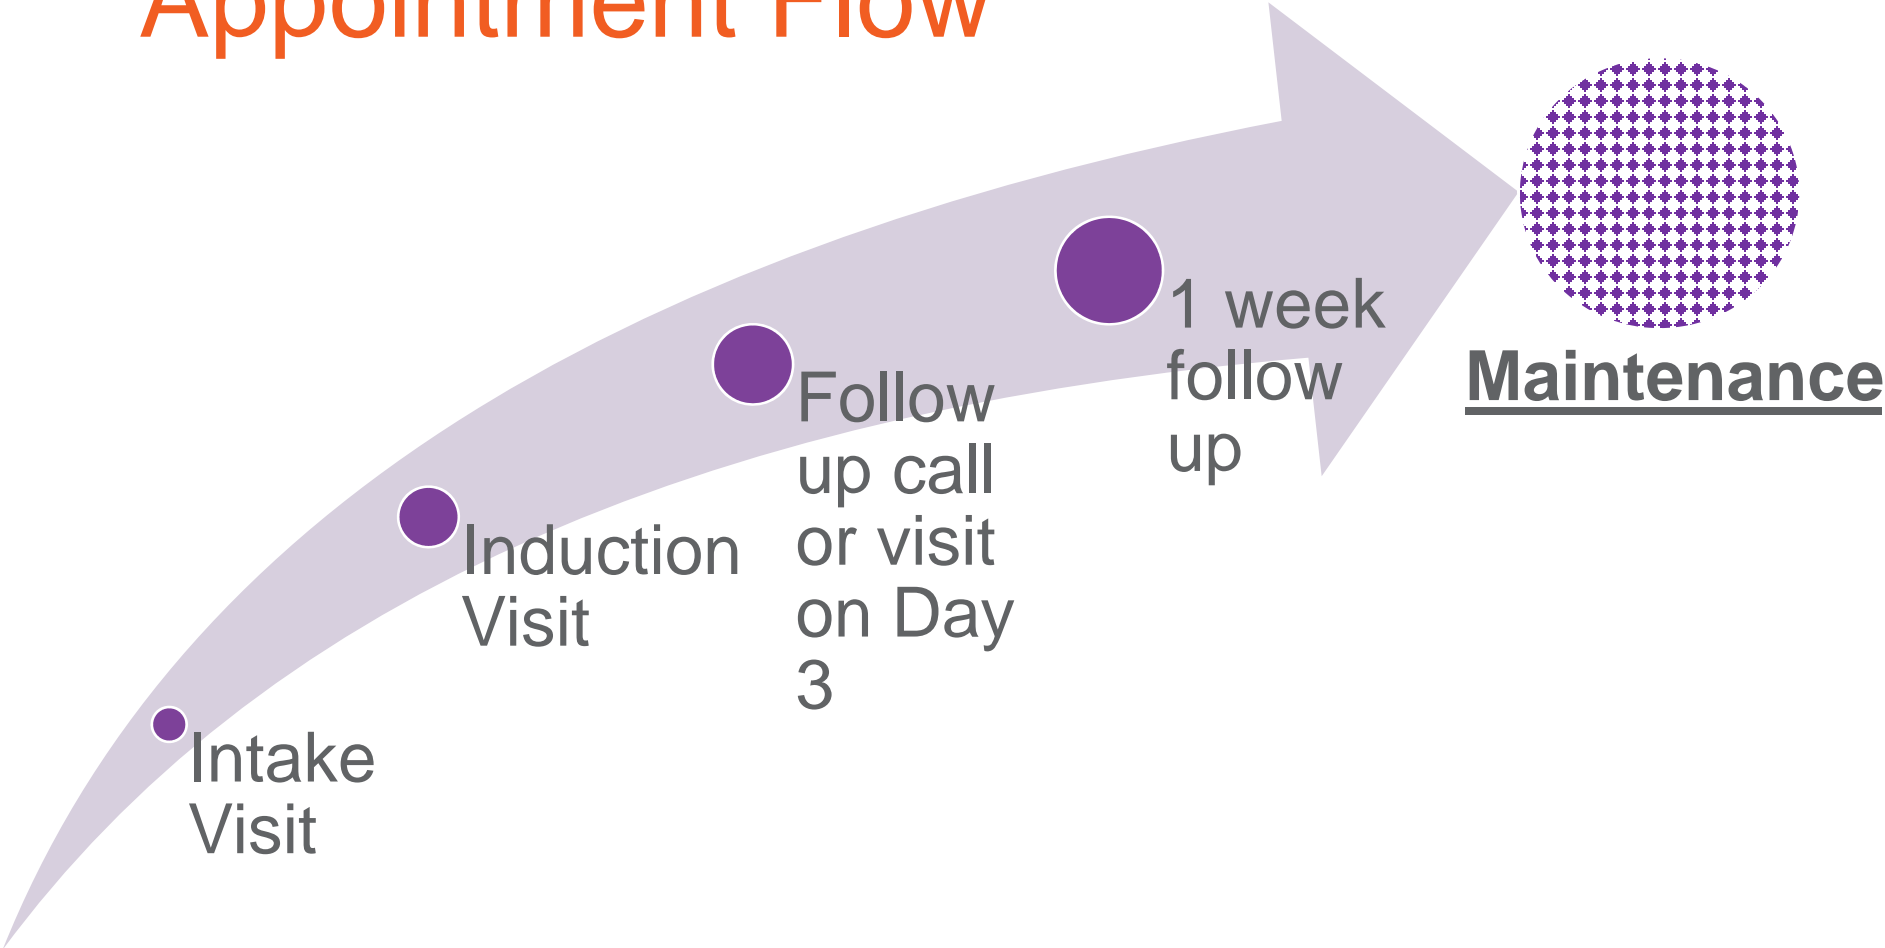 Appointment Flow
Intake
Visit
Induction
Visit
Follow
up call
or visit
on Day
3
1 week
follow
up
Maintenance